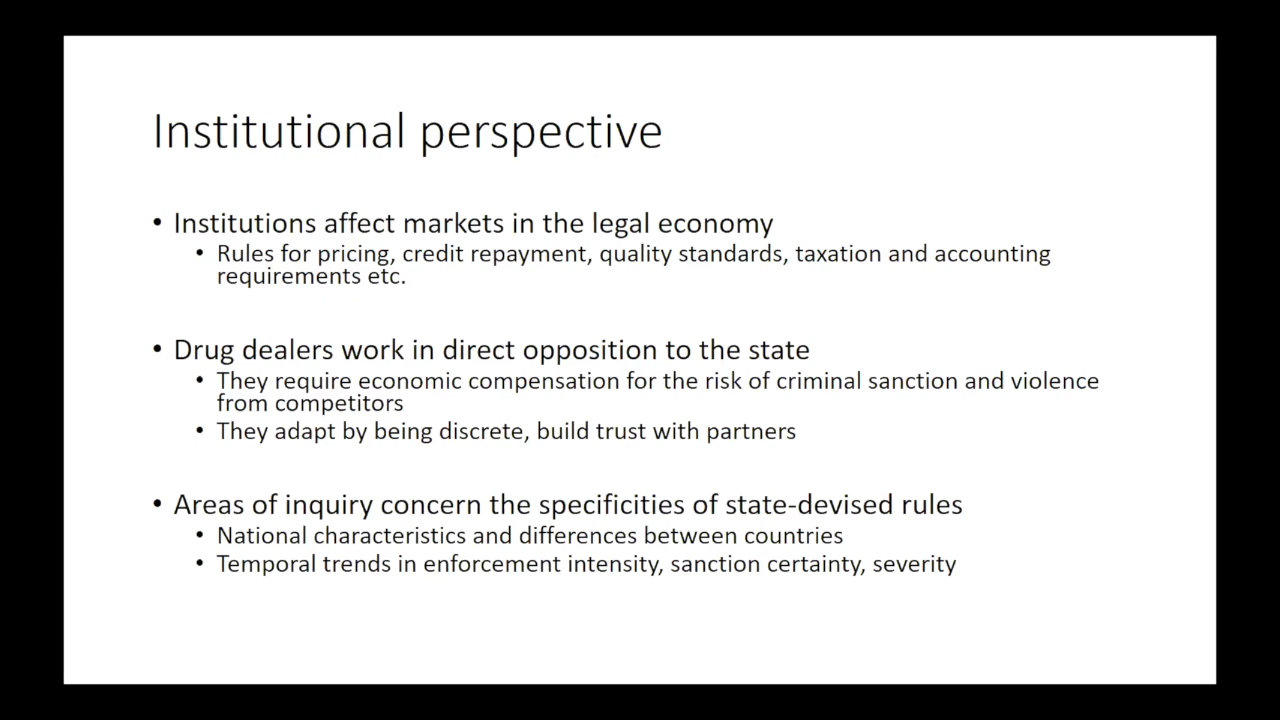 Institutional perspective
• Institutions affect markets in the legal economy
• Rules for pricing, credit repayment, quality standards, taxation and accounting
requirements etc.
• Drug dealers work in direct opposition to the state
• They require economic compensation for the risk of criminal sanction and violence
from competitors
• They adapt by being discrete, build trust with partners
• Areas of inquiry concern the specificities of state-devised rules
• National characteristics and differences between countries
• Temporal trends in enforcement intensity, sanction certainty, severity